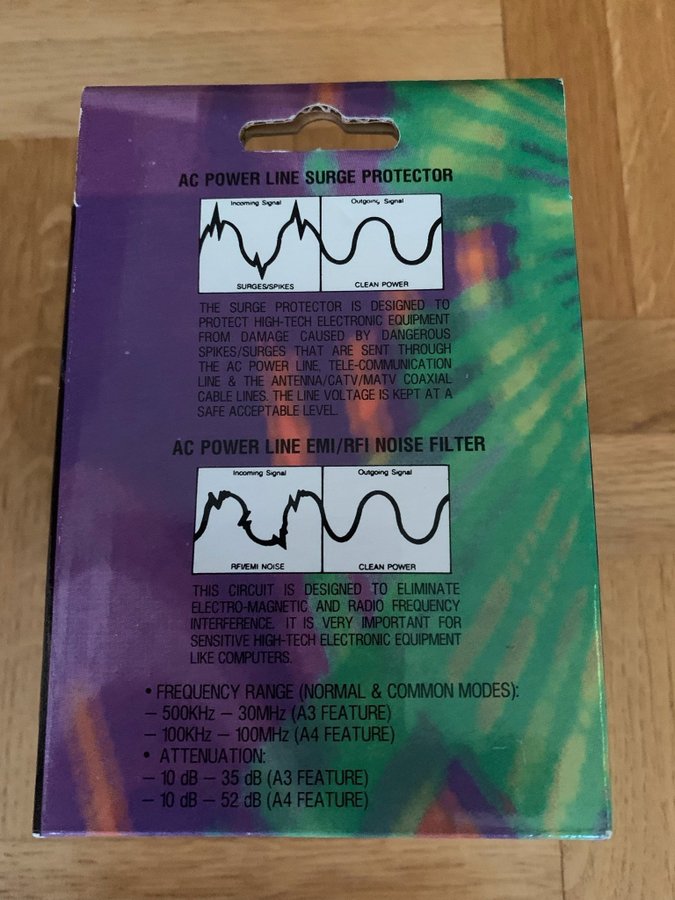 AC POWER LINE SURGE PROTECTOR
Incoming Signal
Outgoing Signal
SURGES/SPIKES
CLEAN POWER
THE SURGE PROTECTOR IS DESIGNED TO
PROTECT HIGH-TECH ELECTRONIC EQUIPMENT
FROM DAMAGE CAUSED BY DANGEROUS
SPIKES/SURGES THAT ARE SENT THROUGH
THE AC POWER LINE, TELE-COMMUNICATION
LINE & THE ANTENNA/CATV/MATV COAXIAL
CABLE LINES. THE LINE VOLTAGE IS KEPT AT A
SAFE ACCEPTABLE LEVEL.
AC POWER LINE EMI/RFI NOISE FILTER
Incoming Signal
Outgoing Signal
RFI/EMI NOISE
CLEAN POWER
THIS CIRCUIT IS DESIGNED TO ELIMINATE
ELECTRO-MAGNETIC AND RADIO FREQUENCY
INTERFERENCE. IT IS VERY IMPORTANT FOR
SENSITIVE HIGH-TECH ELECTRONIC EQUIPMENT
LIKE COMPUTERS.
• FREQUENCY RANGE (NORMAL & COMMON MODES):
– 500KHz – 30MHz (A3 FEATURE)
– 100KHz – 100MHz (A4 FEATURE)
• ATTENUATION:
– 10 dB – 35 dB (A3 FEATURE)
– 10 dB – 52 dB (A4 FEATURE)